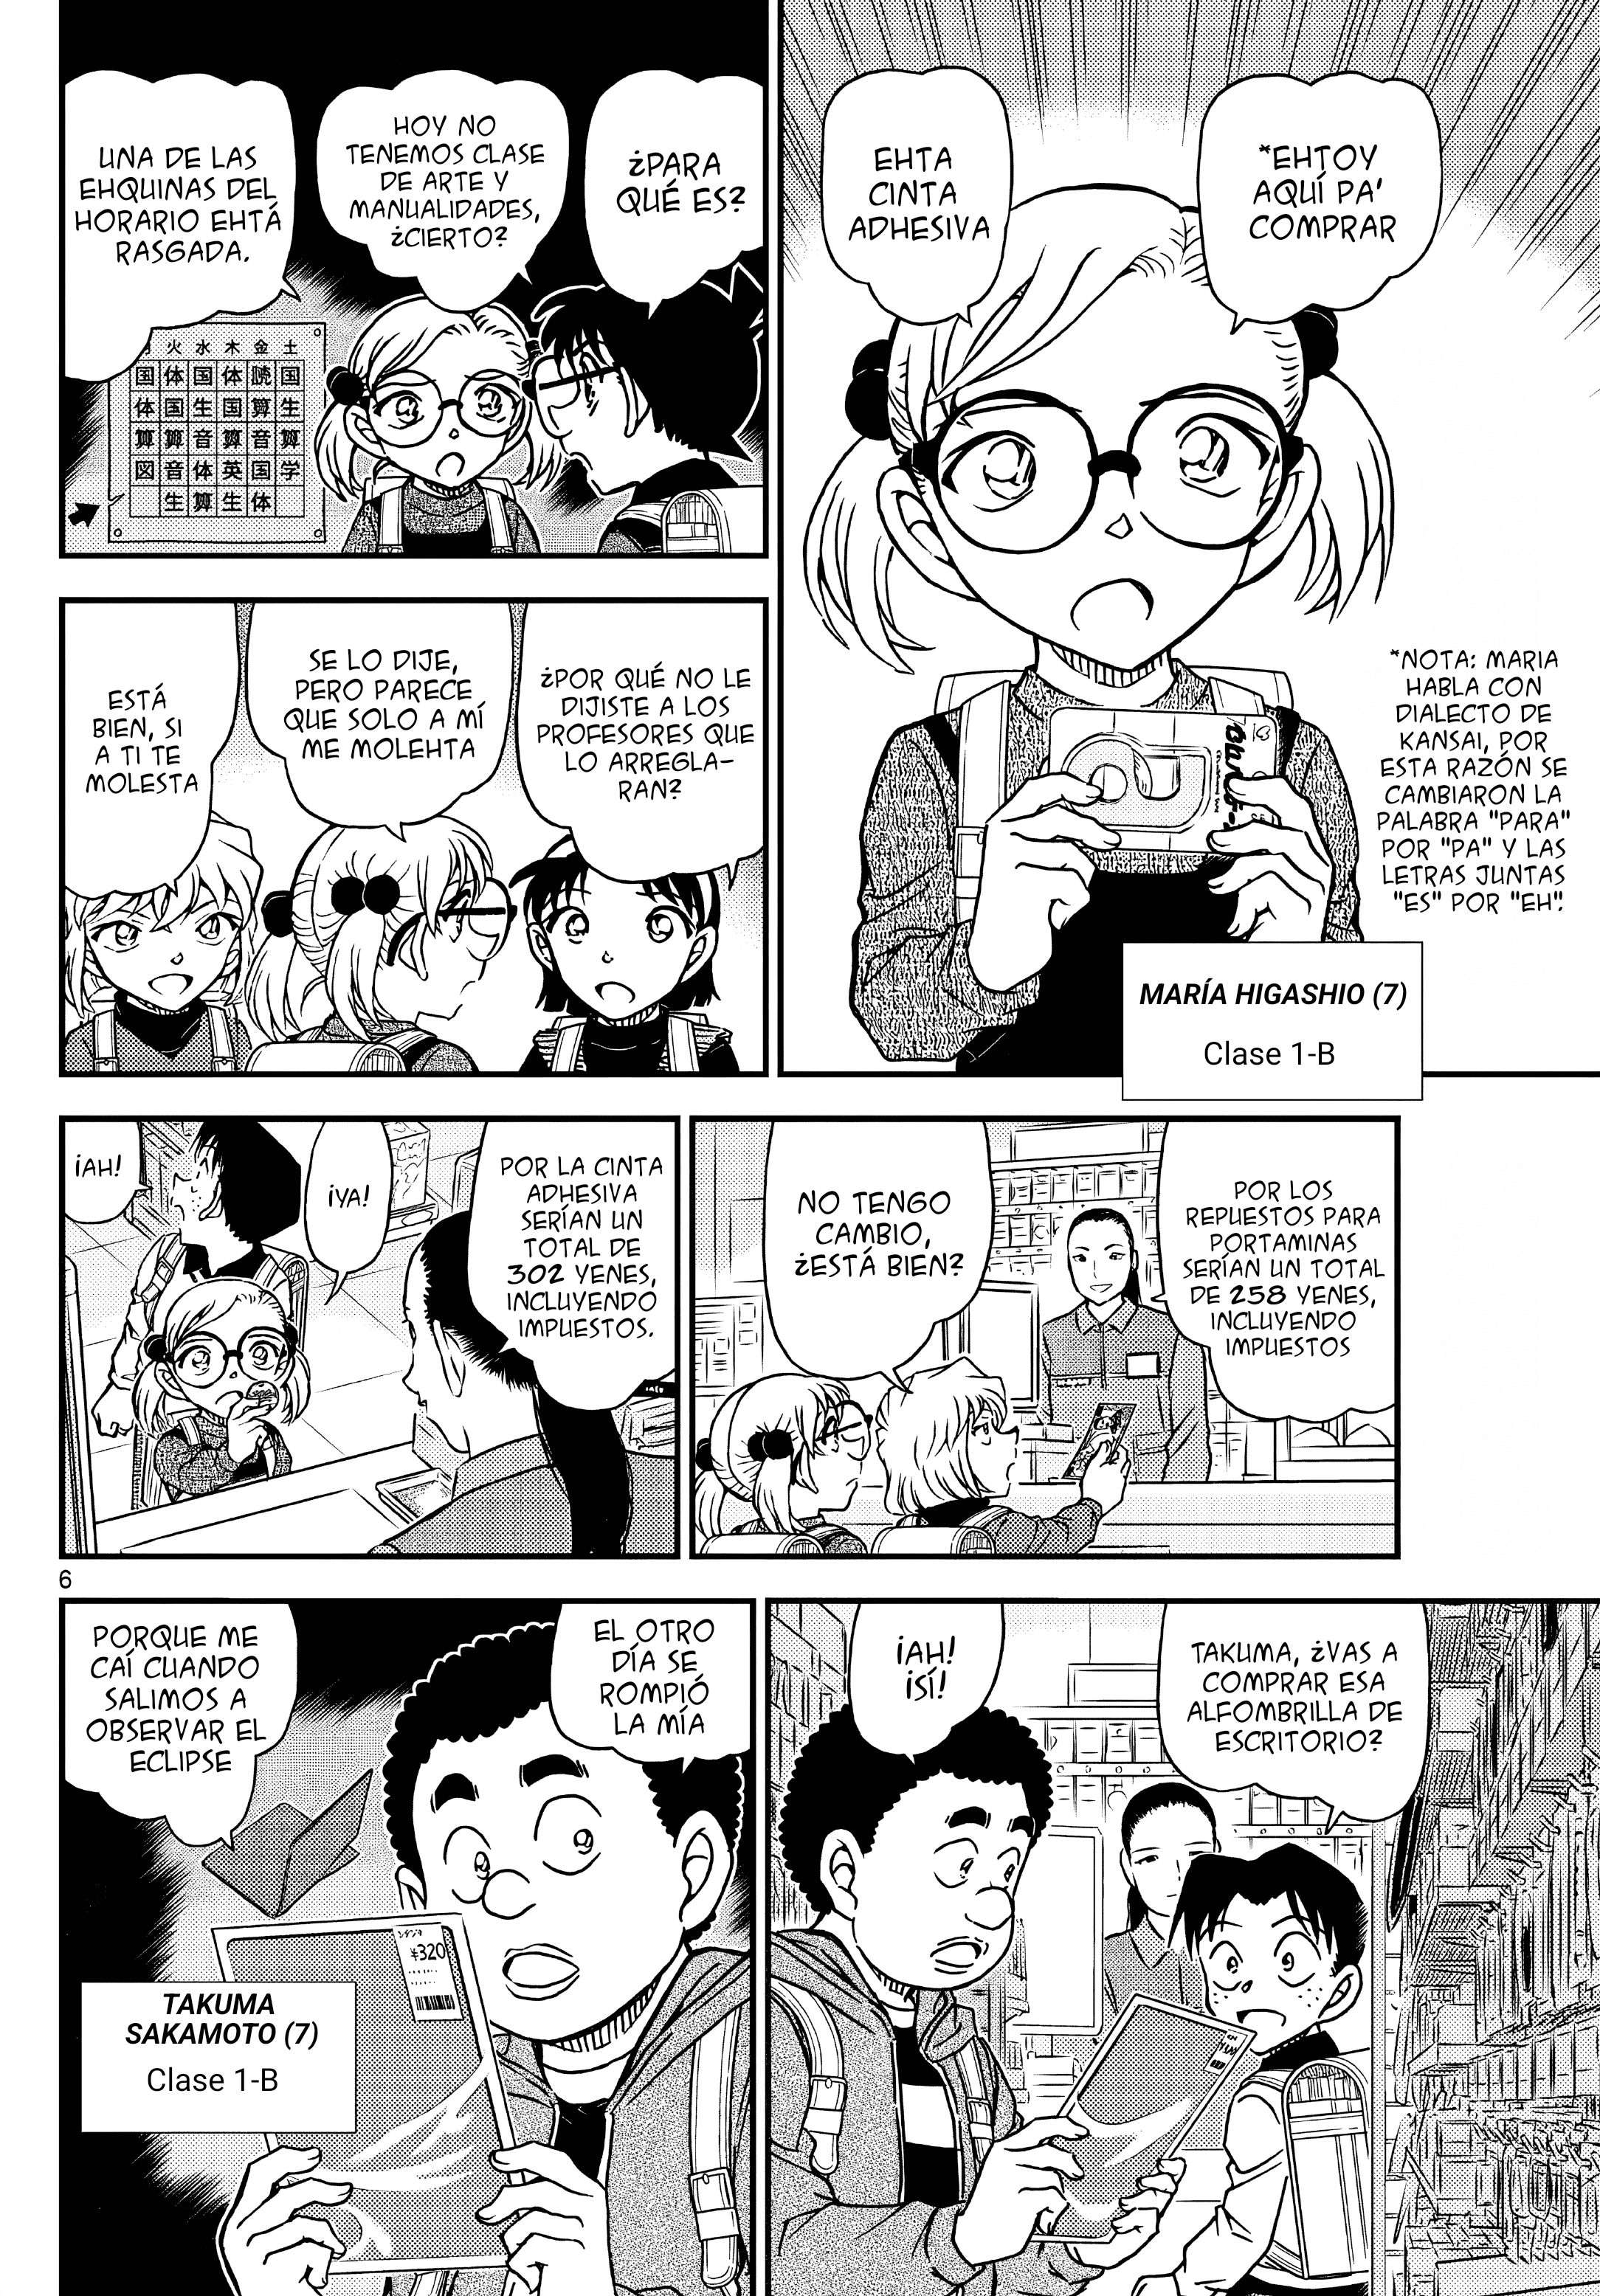 *EHTOY
AQUÍ PA'
COMPRAR
EHTA
CINTA
ADHESIVA
*NOTA: MARIA
HABLA CON
DIALECTO DE
KANSAI, POR
ESTA RAZÓN SE
CAMBIARON LA
PALABRA "PARA"
POR "PA" Y LAS
LETRAS JUNTAS
"ES" POR "EH".
MARÍA HIGASHIO (7)
Clase 1-B
¿PARA
QUÉ ES?
HOY NO
TENEMOS CLASE
DE ARTE Y
MANUALIDADES,
¿CIERTO?
UNA DE LAS
EHQUINAS DEL
HORARIO EHTÁ
RASGADA.
火 水 木 金 土
国 体 国 体 読 国
体 国 生 国 算 生
算 算 音 算 音 算
図 音 体 英 国 学
生 算 生 体
¿POR QUÉ NO LE
DIJISTE A LOS
PROFESORES QUE
LO ARREGLA-
RAN?
SE LO DIJE,
PERO PARECE
QUE SOLO A MÍ
ME MOLEHTA
ESTÁ
BIEN, SI
A TI TE
MOLESTA
POR LOS
REPUESTOS PARA
PORTAMINAS
SERÍAN UN TOTAL
DE 258 YENES,
INCLUYENDO
IMPUESTOS
NO TENGO
CAMBIO,
¿ESTÁ BIEN?
POR LA CINTA
ADHESIVA
SERÍAN UN
TOTAL DE
302 YENES,
INCLUYENDO
IMPUESTOS.
¡YA!
¡AH!
6
TAKUMA, ¿VAS A
COMPRAR ESA
ALFOMBRILLA DE
ESCRITORIO?
¡AH!
¡SÍ!
EL OTRO
DÍA SE
ROMPIÓ
LA MÍA
PORQUE ME
CAÍ CUANDO
SALIMOS A
OBSERVAR EL
ECLIPSE
¥320
TAKUMA
SAKAMOTO (7)
Clase 1-B